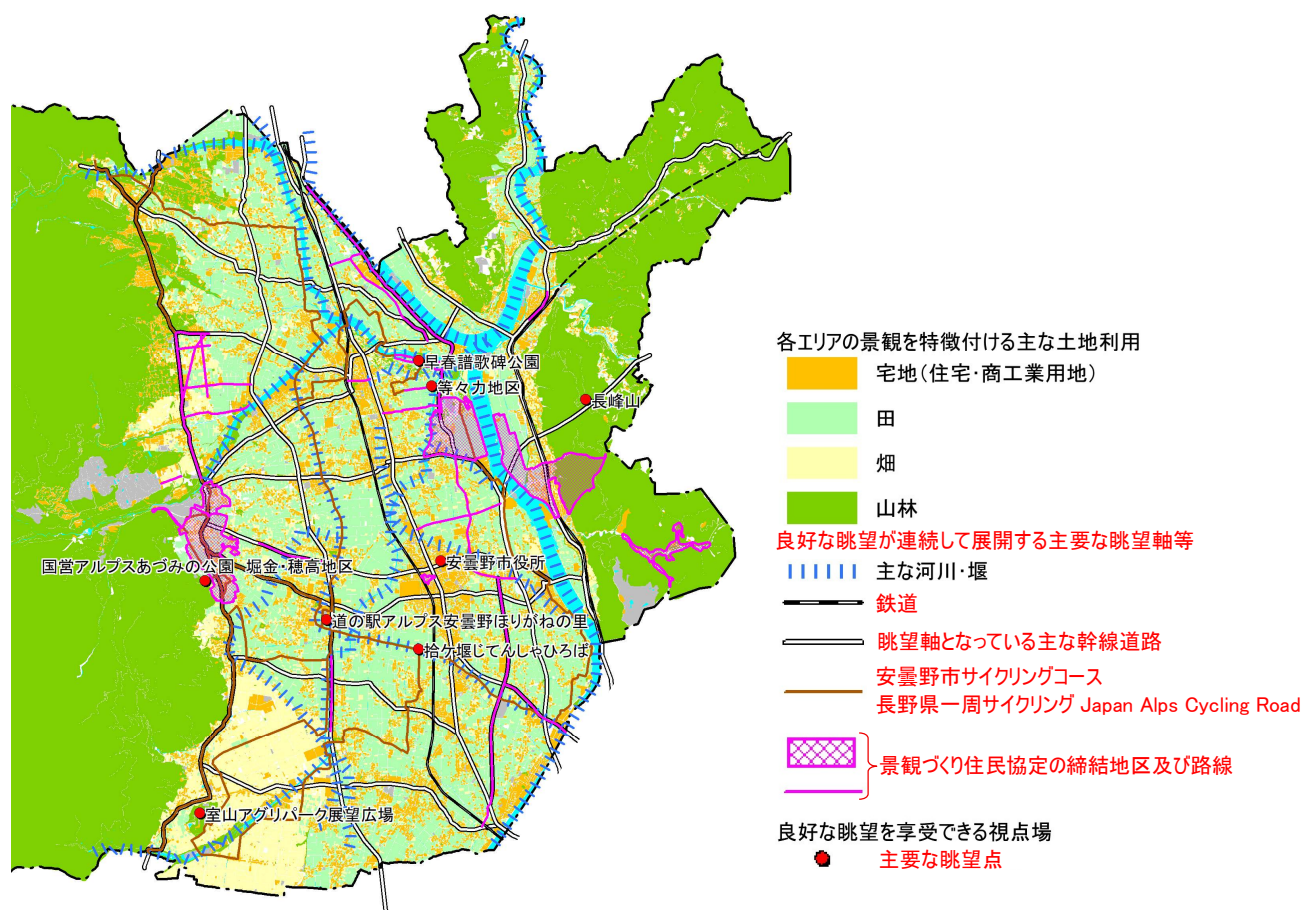 早春譜歌碑公園
等々力地区
長峰山
国営アルプスあづみの公園 堀金・穂高地区
安曇野市役所
道の駅アルプス安曇野ほりがねの里
拾ケ堰じてんしゃひろば
室山アグリパーク展望広場
各エリアの景観を特徴付ける主な土地利用
宅地(住宅・商工業用地)
田
畑
山林
良好な眺望が連続して展開する主要な眺望軸等
主な河川・堰
鉄道
眺望軸となっている主な幹線道路
安曇野市サイクリングコース
長野県一周サイクリング Japan Alps Cycling Road
景観づくり住民協定の締結地区及び路線
良好な眺望を享受できる視点場
主要な眺望点